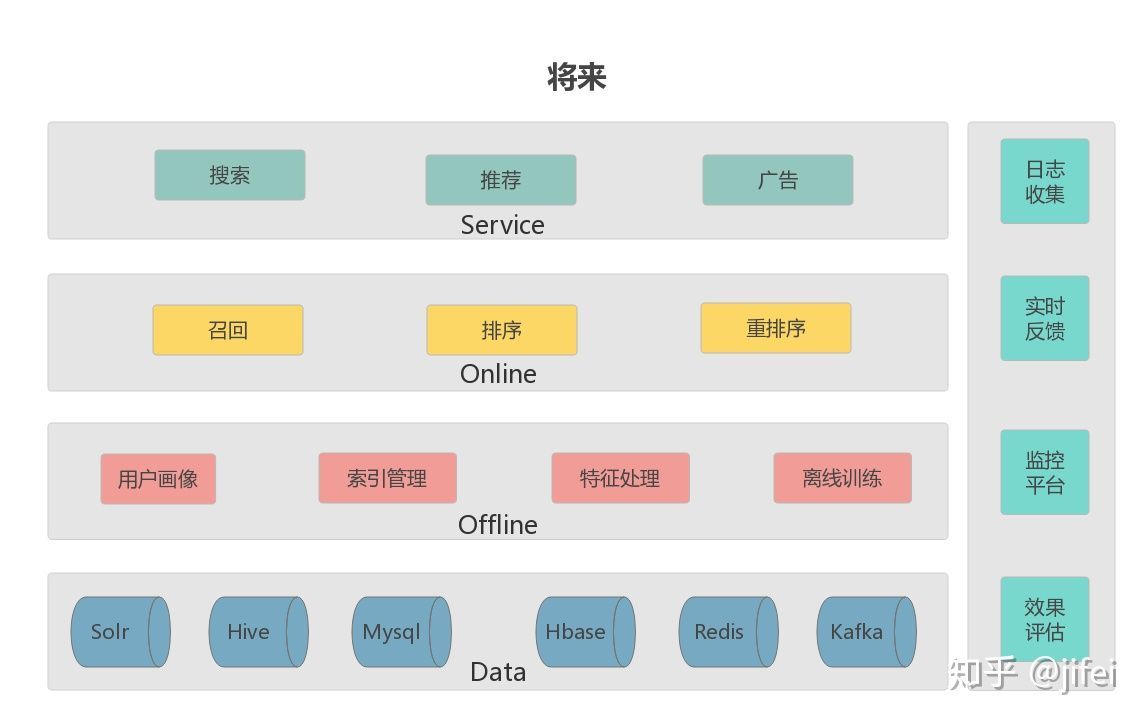 将来
搜索
推荐
广告
Service
召回
排序
重排序
Online
用户画像
索引管理
特征处理
离线训练
Offline
Solr
Hive
Mysql
Hbase
Redis
Kafka
Data
日志
收集
实时
反馈
监控
平台
效果
评估
知乎 @jifei